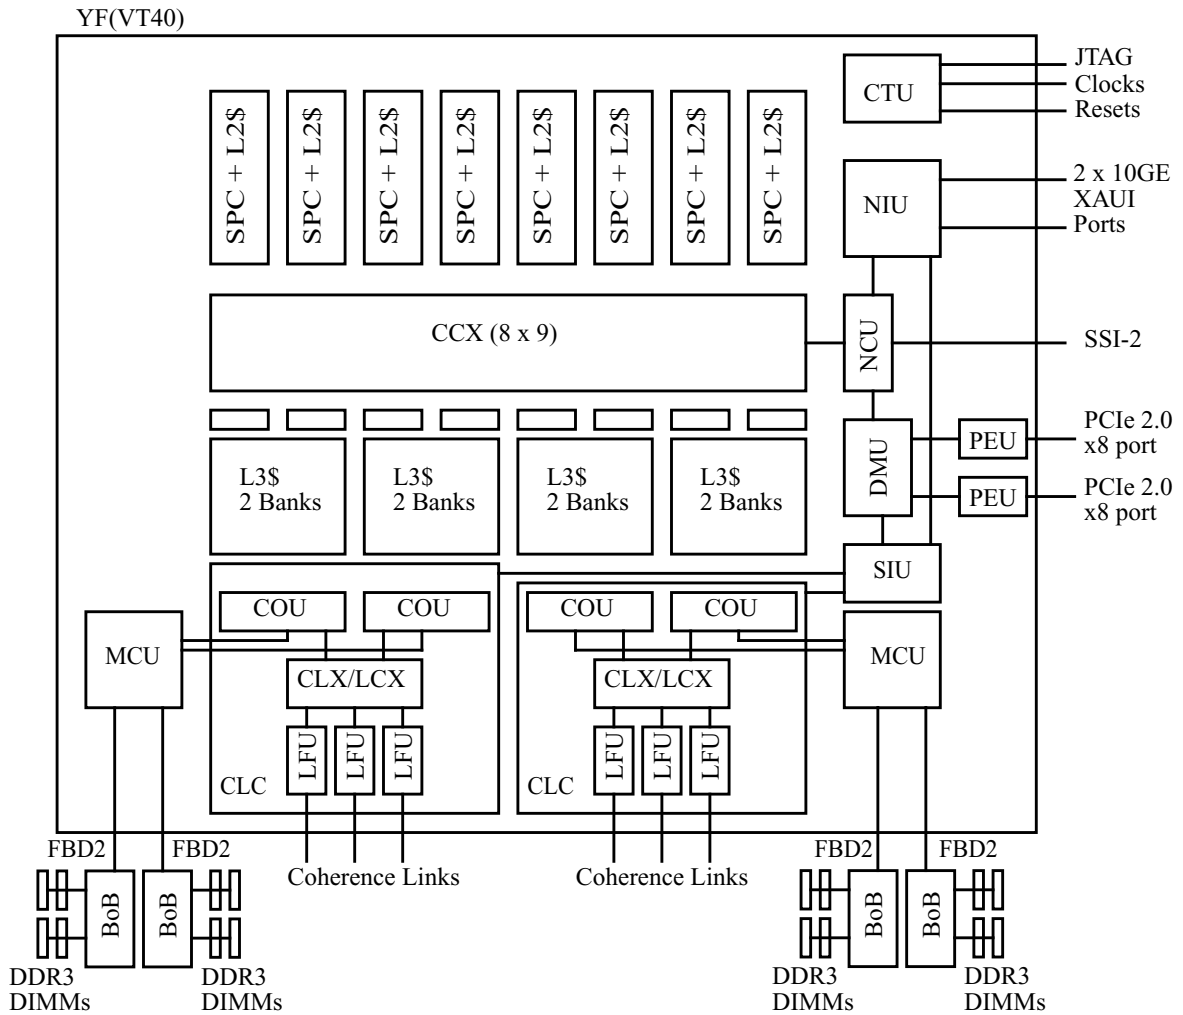 YF(VT40)
CTU
JTAG
Clocks
Resets
SPC + L2$
SPC + L2$
SPC + L2$
SPC + L2$
SPC + L2$
SPC + L2$
SPC + L2$
SPC + L2$
NIU
2 x 10GE
XAUI
Ports
CCX (8 x 9)
NCU
SSI-2
L3$
2 Banks
L3$
2 Banks
L3$
2 Banks
L3$
2 Banks
DMU
PEU
PCIe 2.0
x8 port
PEU
PCIe 2.0
x8 port
SIU
MCU
COU
COU
CLX/LCX
LFU
LFU
LFU
CLC
COU
COU
CLX/LCX
LFU
LFU
LFU
CLC
MCU
FBD2
FBD2
BoB
BoB
DDR3
DIMMs
DDR3
DIMMs
Coherence Links
Coherence Links
FBD2
FBD2
BoB
BoB
DDR3
DIMMs
DDR3
DIMMs